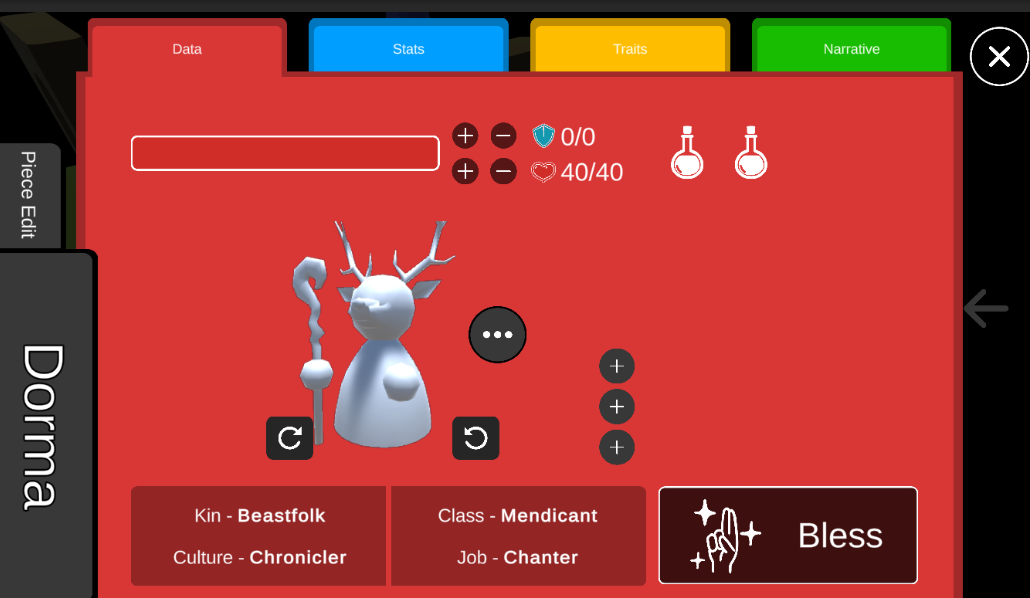 Data
Stats
Traits
Narrative
Piece Edit
0/0
40/40
Dorma
Kin - Beastfolk
Culture - Chronicler
Class - Mendicant
Job - Chanter
Bless